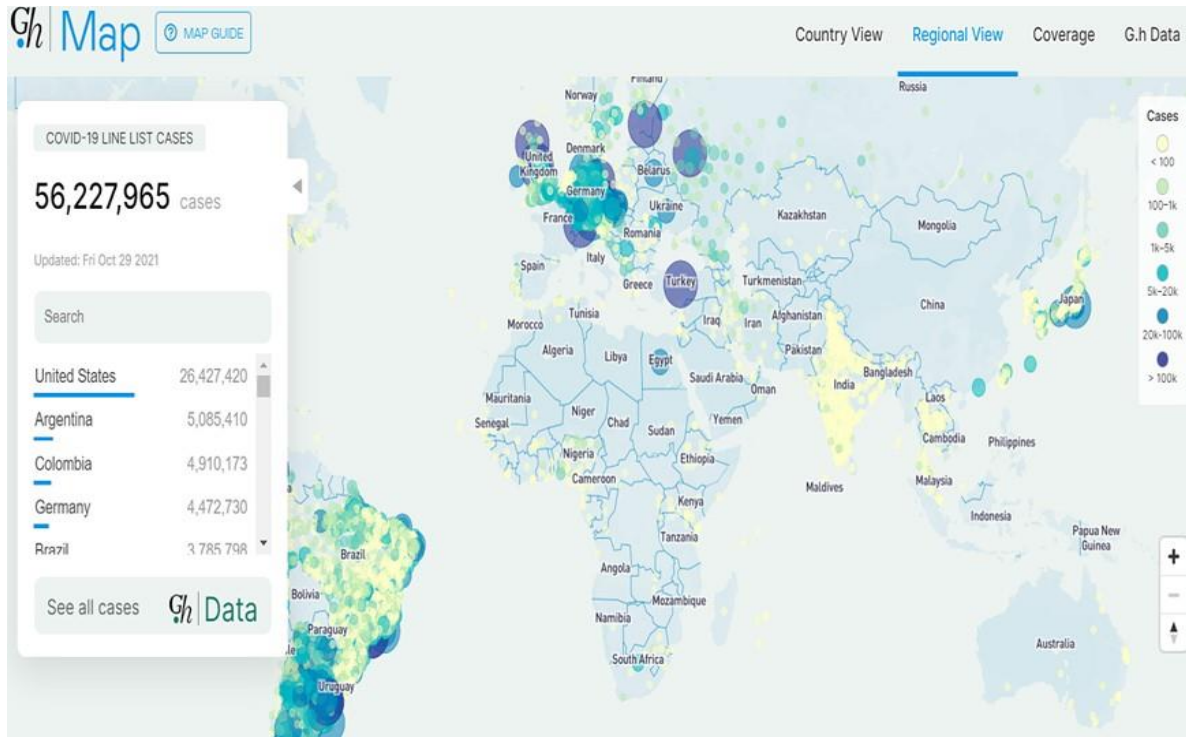 Gh Map
MAP GUIDE
Country View
Regional View
Coverage
G.h Data
COVID-19 LINE LIST CASES
56,227,965 cases
Updated: Fri Oct 29 2021
Search
United States 26,427,420
Argentina 5,085,410
Colombia 4,910,173
Germany 4,472,730
Brazil 3,785,798
See all cases Gh Data
Cases
< 100
100-1k
1k-5k
5k-20k
20k-100k
> 100k
Finland
Norway
Russia
United Kingdom
Denmark
Belarus
Germany
Ukraine
France
Kazakhstan
Mongolia
Romania
Italy
Spain
Greece
Turkey
Turkmenistan
China
Japan
Morocco
Tunisia
Iraq
Iran
Afghanistan
Algeria
Libya
Egypt
Pakistan
Saudi Arabia
Oman
India
Bangladesh
Laos
Mauritania
Senegal
Niger
Chad
Sudan
Yemen
Cambodia
Philippines
Nigeria
Ethiopia
Cameroon
Kenya
Maldives
Malaysia
Indonesia
Tanzania
Papua New
Guinea
Angola
Mozambique
Namibia
South Africa
Australia
Brazil
Bolivia
Paraguay
Uruguay